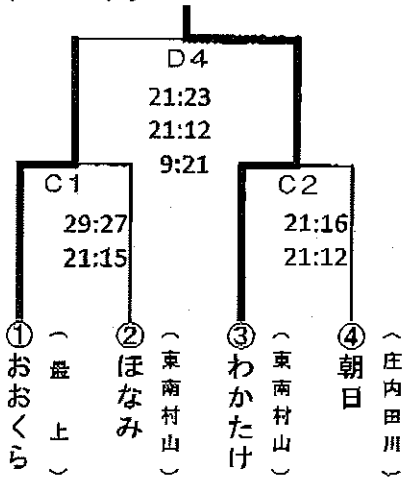 D4
21:23
21:12
9:21
C1
29:27
21:15
C2
21:16
21:12
①おおくら（最上）
②ほなみ（東南村山）
③わかたけ（東南村山）
④朝日（庄内田川）